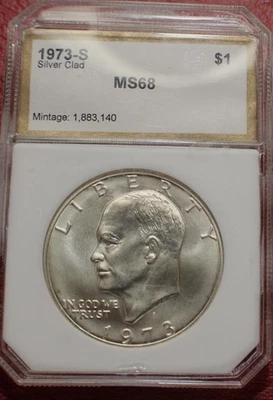 1973-S $1
Silver Clad
MS68
Mintage: 1,883,140
LIBERTY
IN GOD WE
TRUST
1973